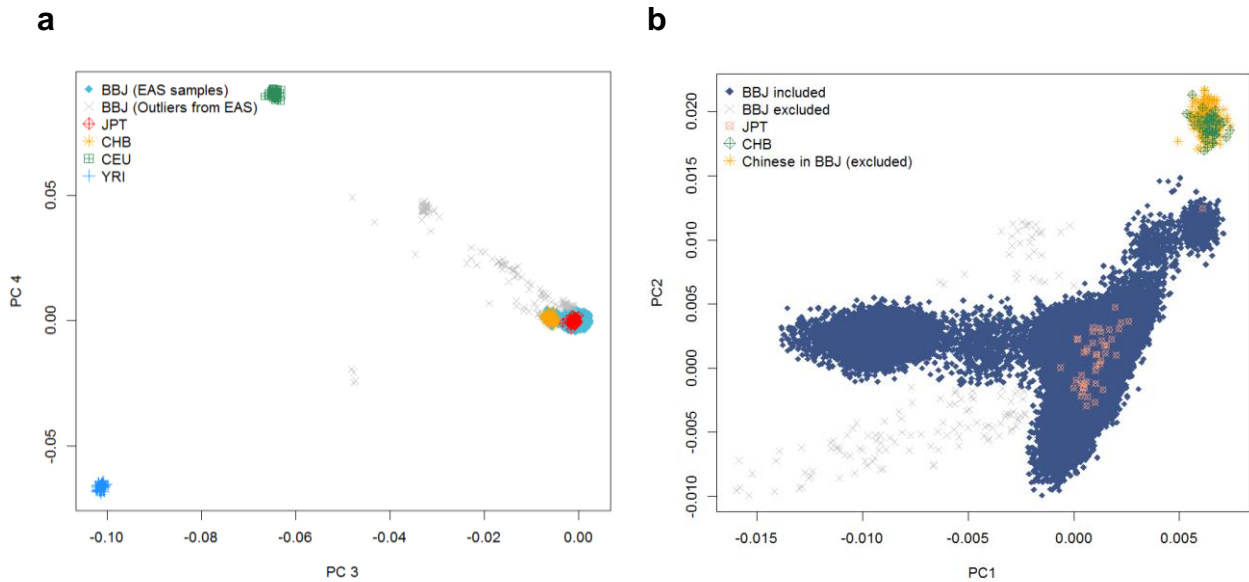 a
BBJ (EAS samples)
BBJ (Outliers from EAS)
JPT
CHB
CEU
YRI
0.05
0.00
-0.05
PC 4
-0.10
-0.08
-0.06
-0.04
-0.02
0.00
PC 3
b
BBJ included
BBJ excluded
JPT
CHB
Chinese in BBJ (excluded)
0.020
0.015
0.010
0.005
0.000
-0.005
-0.010
PC2
-0.015
-0.010
-0.005
0.000
0.005
PC1